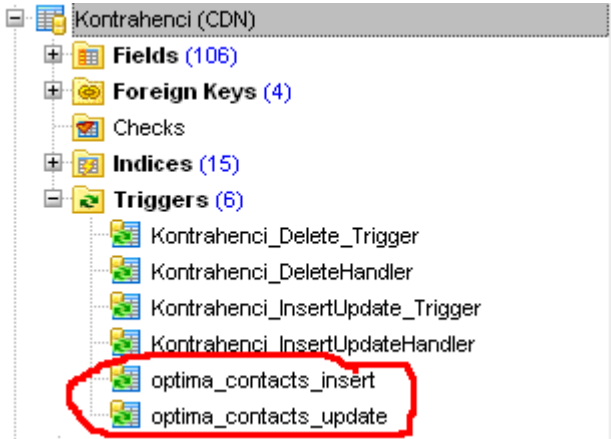 Kontrahenci (CDN)
Fields (106)
Foreign Keys (4)
Checks
Indices (15)
Triggers (6)
Kontrahenci_Delete_Trigger
Kontrahenci_DeleteHandler
Kontrahenci_InsertUpdate_Trigger
Kontrahenci_InsertUpdateHandler
optima_contacts_insert
optima_contacts_update